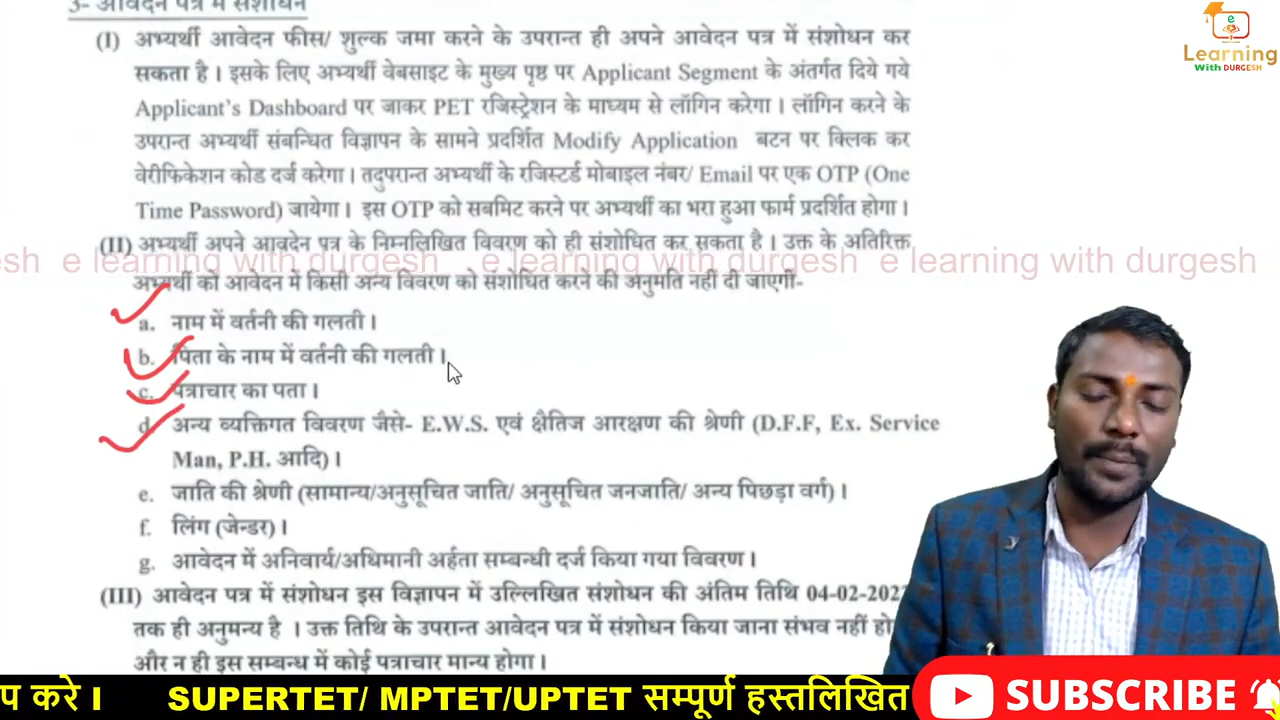 3- आवेदन पत्र में संशोधन
(I) अभ्यर्थी आवेदन फीस/ शुल्क जमा करने के उपरान्त ही अपने आवेदन पत्र में संशोधन कर
सकता है। इसके लिए अभ्यर्थी वेबसाइट के मुख्य पृष्ठ पर Applicant Segment के अंतर्गत दिये गये
Applicant's Dashboard पर जाकर PET रजिस्ट्रेशन के माध्यम से लॉगिन करेगा। लॉगिन करने के
उपरान्त अभ्यर्थी संबन्धित विज्ञापन के सामने प्रदर्शित Modify Application बटन पर क्लिक कर
वेरीफिकेशन कोड दर्ज करेगा। तदुपरान्त अभ्यर्थी के रजिस्टर्ड मोबाइल नंबर/ Email पर एक OTP (One
Time Password) जायेगा। इस OTP को सबमिट करने पर अभ्यर्थी का भरा हुआ फार्म प्रदर्शित होगा।
(II) अभ्यर्थी अपने आवदेन पत्र के निम्नलिखित विवरण को ही संशोधित कर सकता है। उक्त के अतिरिक्त
sh e learning with durgesh e learning with durgesh e learning with durgesh
अभ्यर्थी को आवेदन में किसी अन्य विवरण को संशोधित करने की अनुमति नहीं दी जाएगी-
a. नाम में वर्तनी की गलती।
b. पिता के नाम में वर्तनी की गलती।
c. पत्राचार का पता।
d. अन्य व्यक्तिगत विवरण जैसे- E.W.S. एवं क्षैतिज आरक्षण की श्रेणी (D.F.F, Ex. Service
Man, P.H. आदि)।
e. जाति की श्रेणी (सामान्य/अनुसूचित जाति/ अनुसूचित जनजाति/ अन्य पिछड़ा वर्ग)।
f. लिंग (जेन्डर)।
g. आवेदन में अनिवार्य/अधिमानी अर्हता सम्बन्धी दर्ज किया गया विवरण।
(III) आवेदन पत्र में संशोधन इस विज्ञापन में उल्लिखित संशोधन की अंतिम तिथि 04-02-202
तक ही अनुमन्य है । उक्त तिथि के उपरान्त आवेदन पत्र में संशोधन किया जाना संभव नहीं हो
और न ही इस सम्बन्ध में कोई पत्राचार मान्य होगा।
e
Learning
With DURGESH
प करे I SUPERTET/ MPTET/UPTET सम्पूर्ण हस्तलिखित
SUBSCRIBE